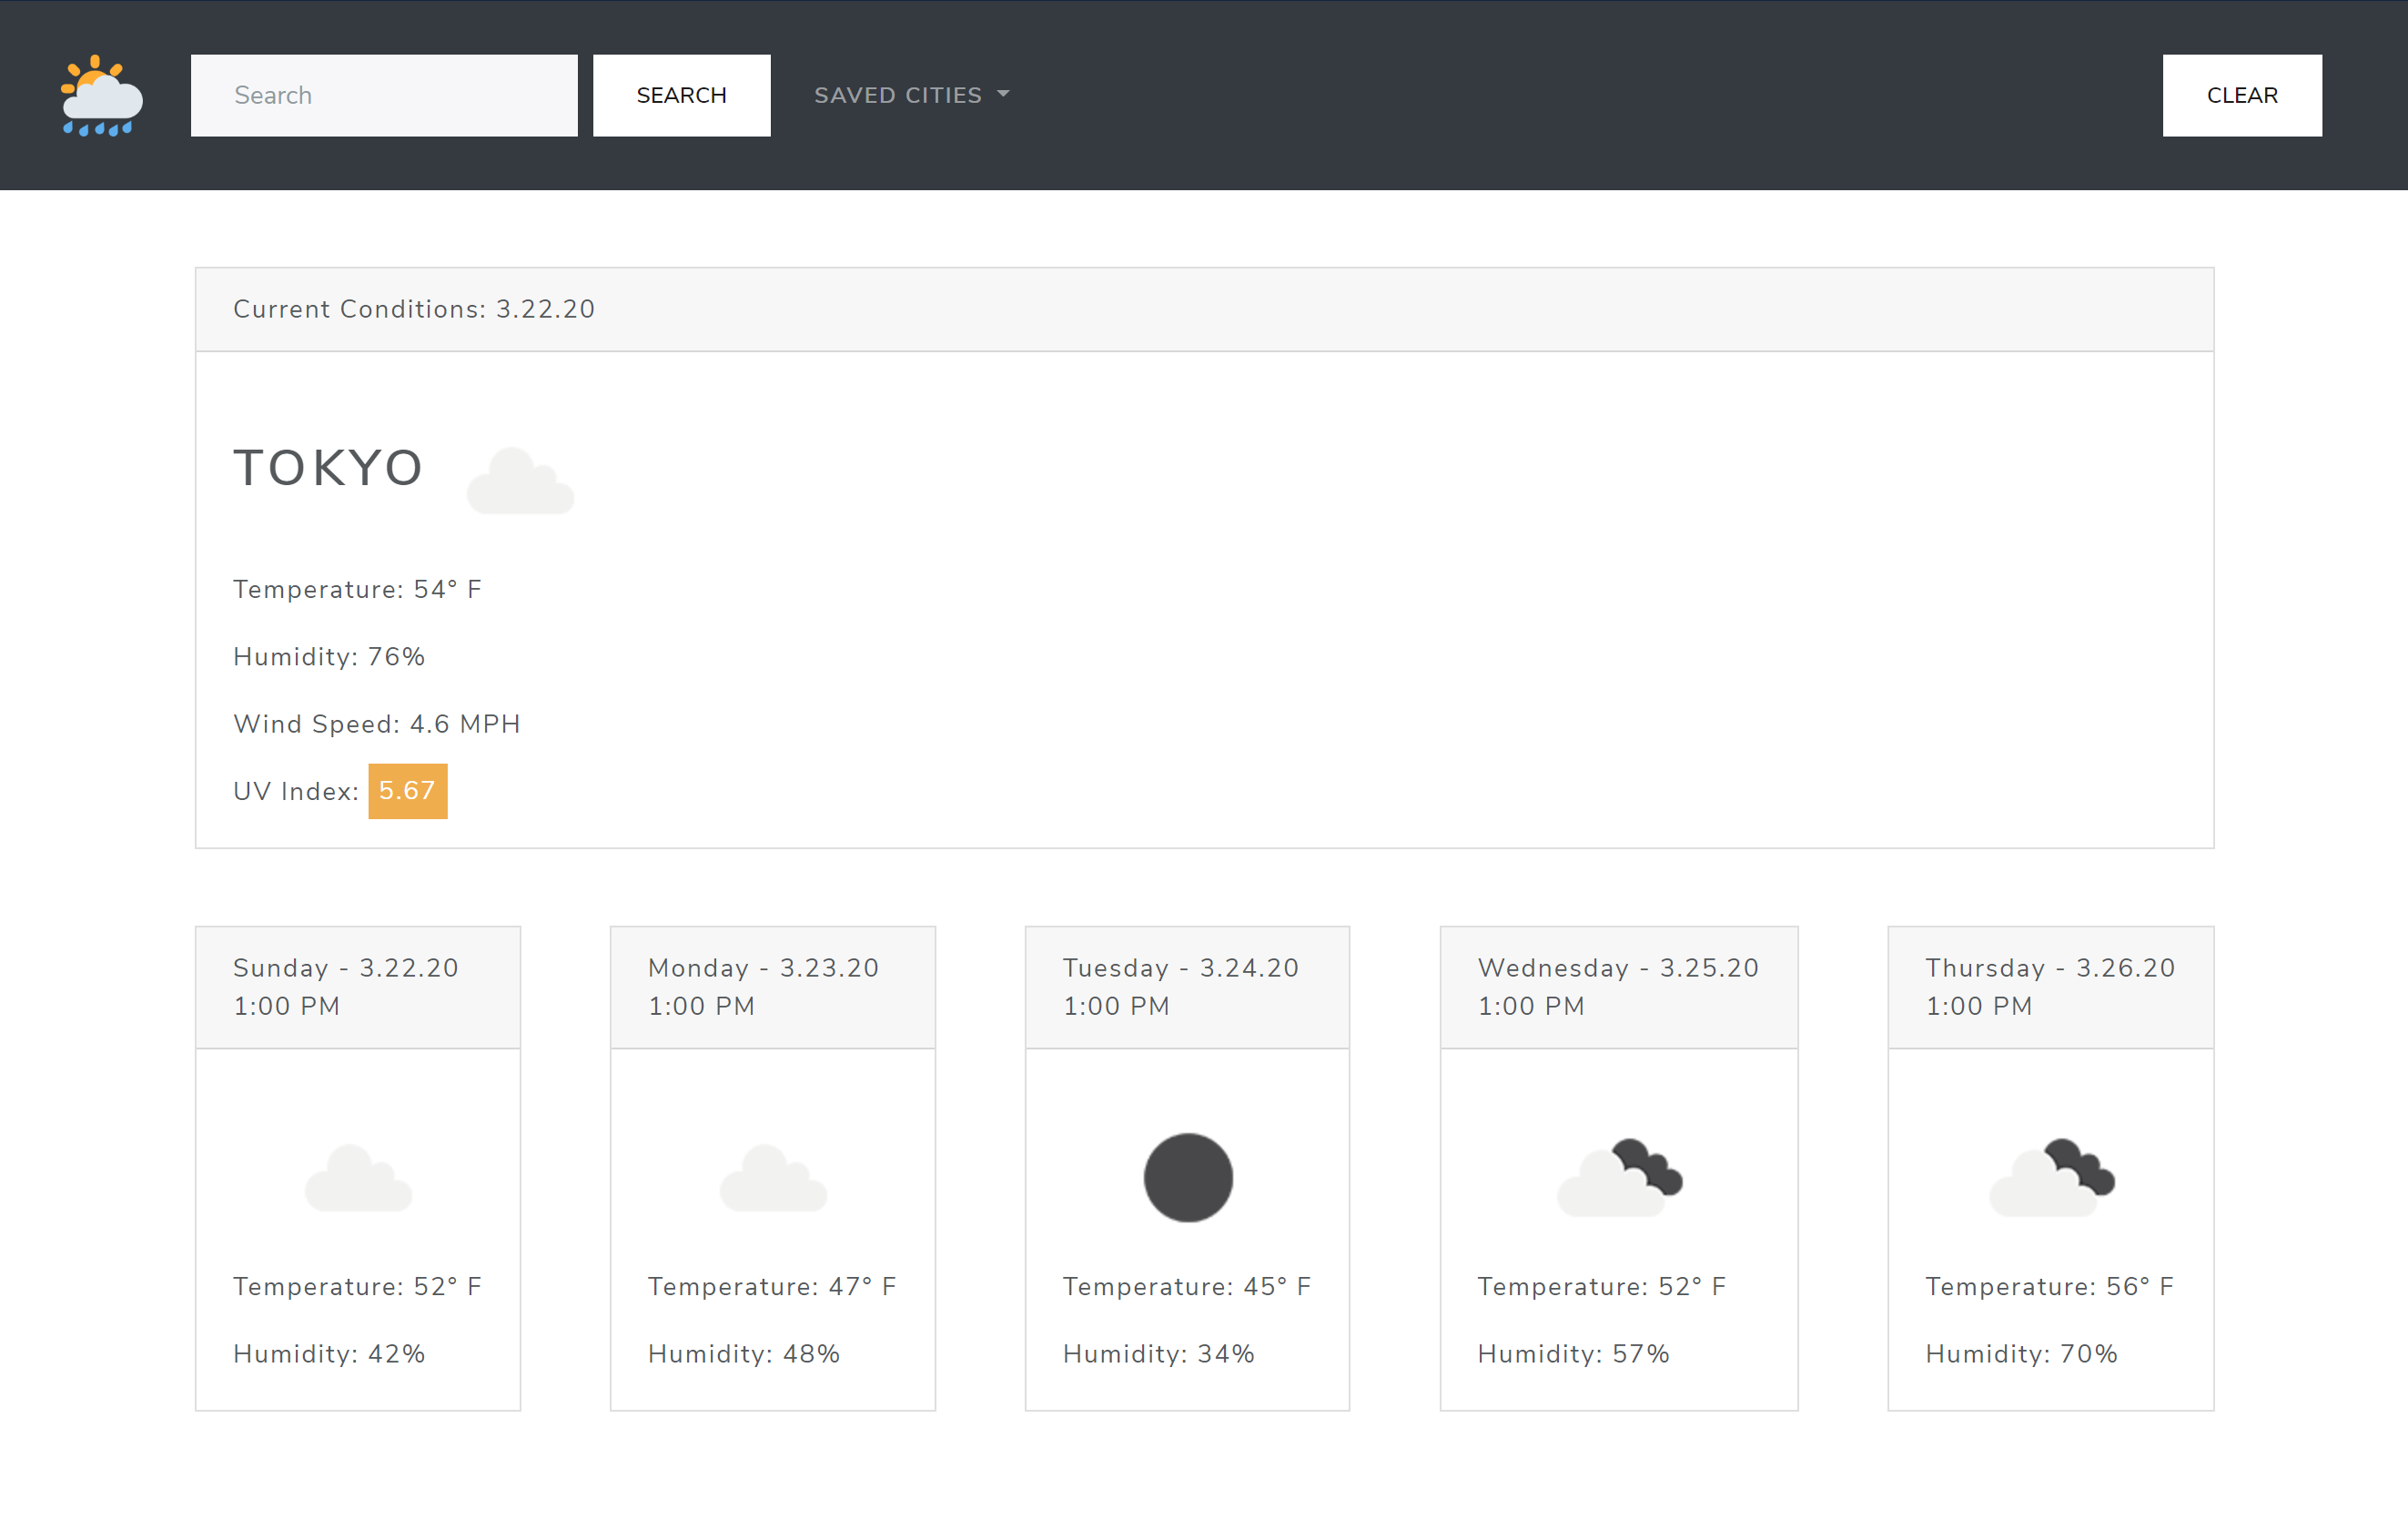 Search
SEARCH
SAVED CITIES
CLEAR
Current Conditions: 3.22.20
TOKYO
Temperature: 54° F
Humidity: 76%
Wind Speed: 4.6 MPH
UV Index: 5.67
Sunday - 3.22.20
1:00 PM
Temperature: 52° F
Humidity: 42%
Monday - 3.23.20
1:00 PM
Temperature: 47° F
Humidity: 48%
Tuesday - 3.24.20
1:00 PM
Temperature: 45° F
Humidity: 34%
Wednesday - 3.25.20
1:00 PM
Temperature: 52° F
Humidity: 57%
Thursday - 3.26.20
1:00 PM
Temperature: 56° F
Humidity: 70%